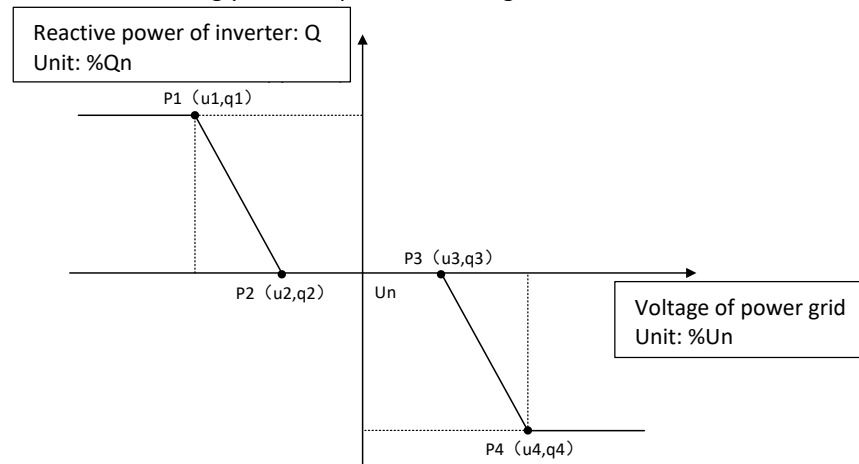 Reactive power of inverter: Q
Unit: %Qn
P1（u1,q1）
P3（u3,q3）
P2（u2,q2）
Un
Voltage of power grid
Unit: %Un
P4（u4,q4）